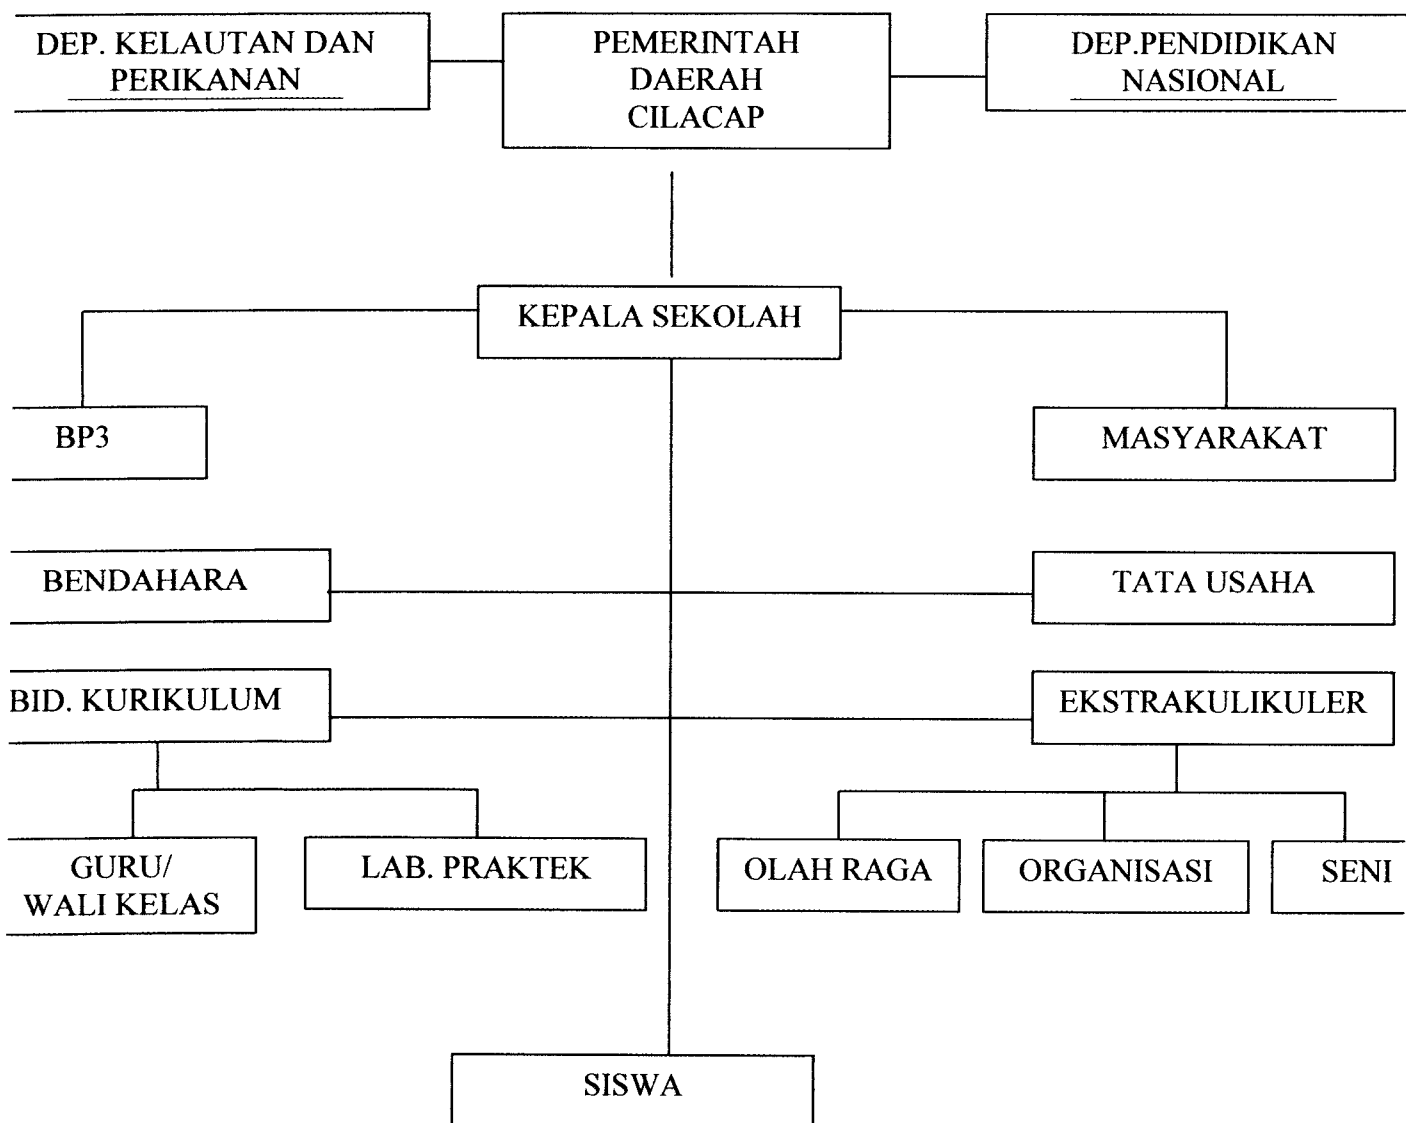 DEP. KELAUTAN DAN
PERIKANAN
PEMERINTAH
DAERAH
CILACAP
DEP.PENDIDIKAN
NASIONAL
KEPALA SEKOLAH
BP3
MASYARAKAT
BENDAHARA
TATA USAHA
BID. KURIKULUM
EKSTRAKULIKULER
GURU/
WALI KELAS
LAB. PRAKTEK
OLAH RAGA
ORGANISASI
SENI
SISWA